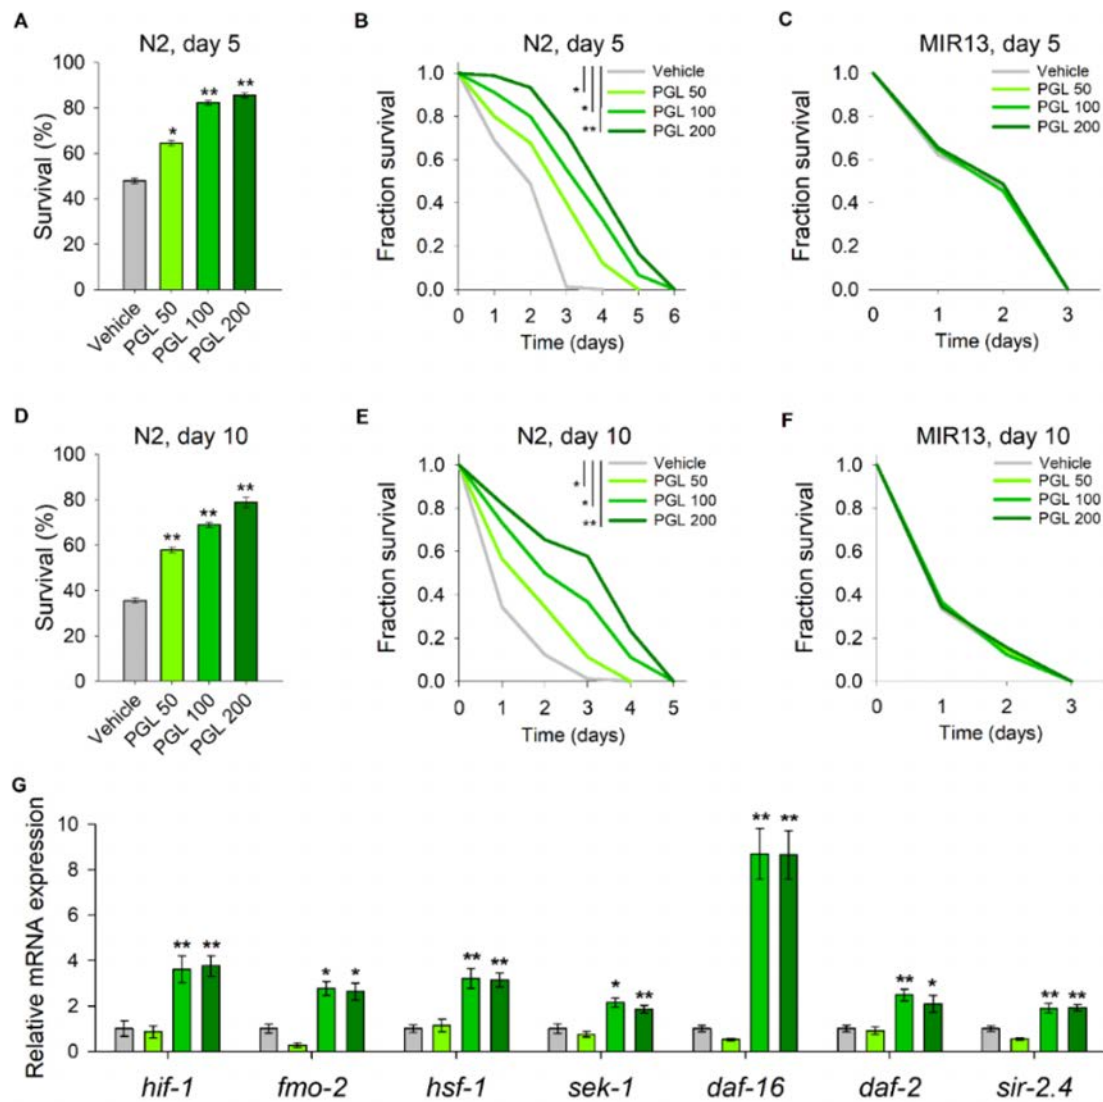 A
N2, day 5
Survival (%)
100
80
60
40
20
0
*
**
**
Vehicle
PGL 50
PGL 100
PGL 200
B
N2, day 5
Fraction survival
1.0
0.8
0.6
0.4
0.2
0.0
*
*
**
Vehicle
PGL 50
PGL 100
PGL 200
0 1 2 3 4 5 6
Time (days)
C
MIR13, day 5
Fraction survival
1.0
0.8
0.6
0.4
0.2
0.0
Vehicle
PGL 50
PGL 100
PGL 200
0 1 2 3
Time (days)
D
N2, day 10
Survival (%)
100
80
60
40
20
0
**
**
**
Vehicle
PGL 50
PGL 100
PGL 200
E
N2, day 10
Fraction survival
1.0
0.8
0.6
0.4
0.2
0.0
*
*
**
Vehicle
PGL 50
PGL 100
PGL 200
0 1 2 3 4 5
Time (days)
F
MIR13, day 10
Fraction survival
1.0
0.8
0.6
0.4
0.2
0.0
Vehicle
PGL 50
PGL 100
PGL 200
0 1 2 3
Time (days)
G
Relative mRNA expression
10
8
6
4
2
0
** ** * * ** ** * ** ** ** ** * ** **
hif-1 fmo-2 hsf-1 sek-1 daf-16 daf-2 sir-2.4